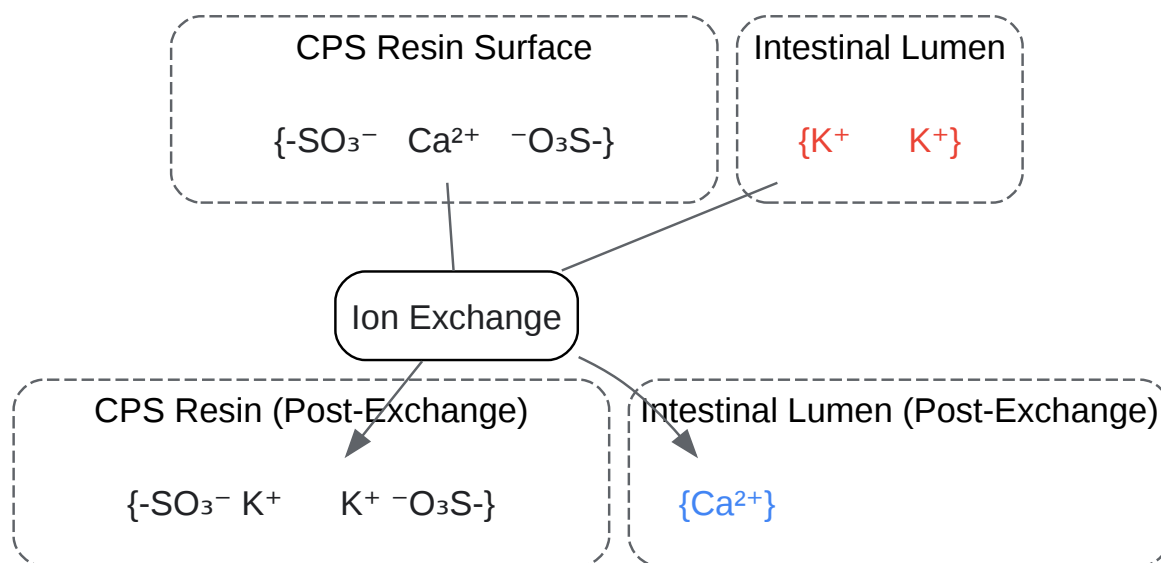 CPS Resin Surface
{-SO₃⁻ Ca²⁺ ⁻O₃S-}
Intestinal Lumen
{K⁺ K⁺}
Ion Exchange
CPS Resin (Post-Exchange)
{-SO₃⁻ K⁺ K⁺ ⁻O₃S-}
Intestinal Lumen (Post-Exchange)
{Ca²⁺}